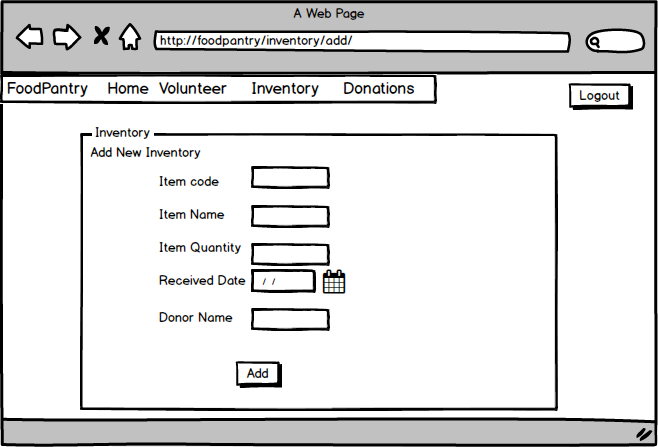 A Web Page
http://foodpantry/inventory/add/
FoodPantry Home Volunteer Inventory Donations
Logout
Inventory
Add New Inventory
Item code
Item Name
Item Quantity
Received Date / /
Donor Name
Add